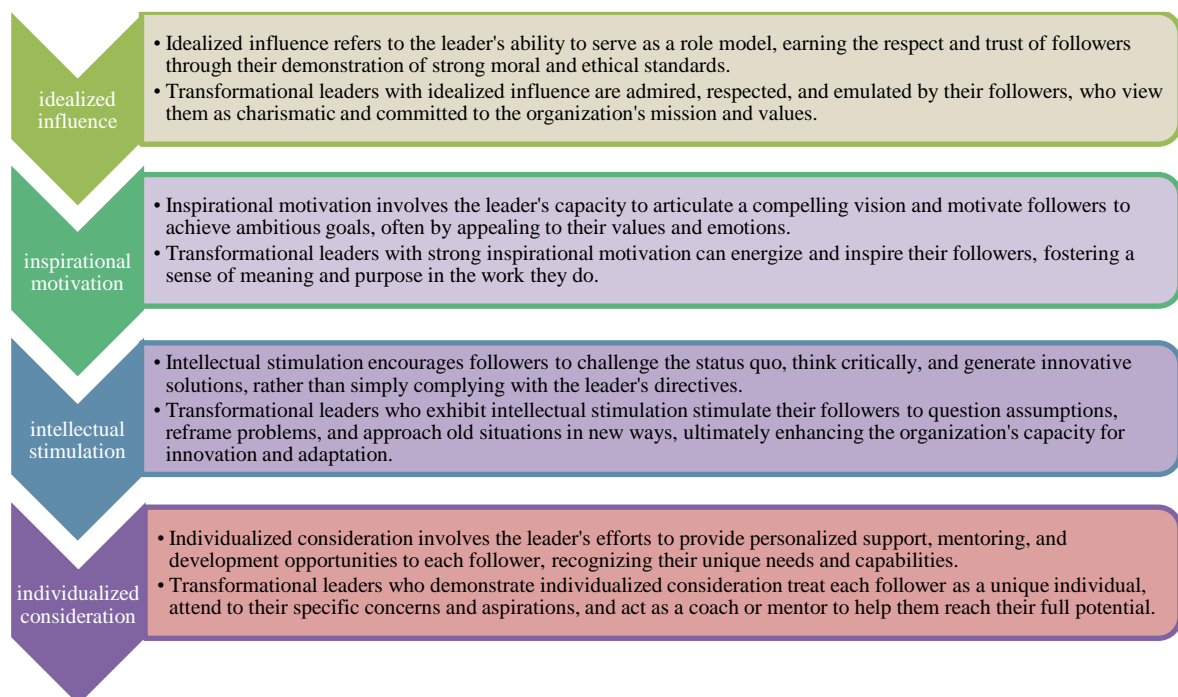 idealized
influence
• Idealized influence refers to the leader's ability to serve as a role model, earning the respect and trust of followers
through their demonstration of strong moral and ethical standards.
• Transformational leaders with idealized influence are admired, respected, and emulated by their followers, who view
them as charismatic and committed to the organization's mission and values.
inspirational
motivation
• Inspirational motivation involves the leader's capacity to articulate a compelling vision and motivate followers to
achieve ambitious goals, often by appealing to their values and emotions.
• Transformational leaders with strong inspirational motivation can energize and inspire their followers, fostering a
sense of meaning and purpose in the work they do.
intellectual
stimulation
• Intellectual stimulation encourages followers to challenge the status quo, think critically, and generate innovative
solutions, rather than simply complying with the leader's directives.
• Transformational leaders who exhibit intellectual stimulation stimulate their followers to question assumptions,
reframe problems, and approach old situations in new ways, ultimately enhancing the organization's capacity for
innovation and adaptation.
individualized
consideration
• Individualized consideration involves the leader's efforts to provide personalized support, mentoring, and
development opportunities to each follower, recognizing their unique needs and capabilities.
• Transformational leaders who demonstrate individualized consideration treat each follower as a unique individual,
attend to their specific concerns and aspirations, and act as a coach or mentor to help them reach their full potential.